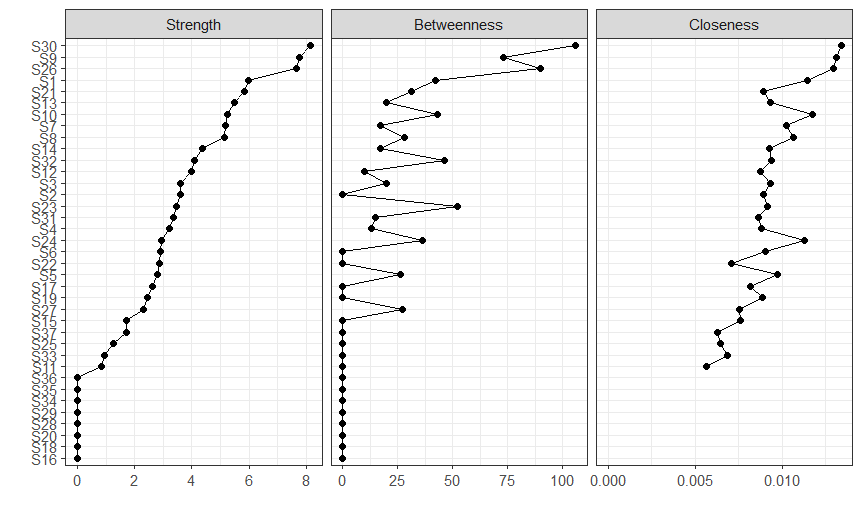 Strength Betweenness Closeness
S30
S9
S26
S1
S21
S13
S10
S7
S8
S14
S32
S12
S3
S2
S23
S31
S4
S24
S6
S22
S5
S17
S19
S27
S15
S37
S25
S33
S11
S36
S35
S34
S29
S28
S20
S18
S16
0 2 4 6 8 0 25 50 75 100 0.000 0.005 0.010